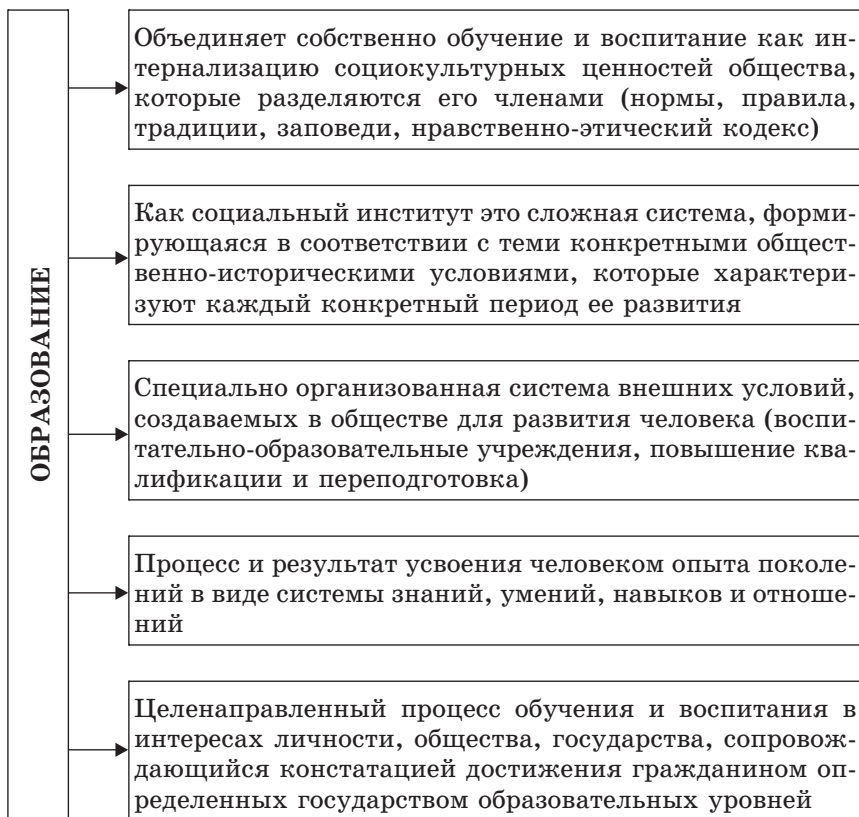 ОБРАЗОВАНИЕ
Объединяет собственно обучение и воспитание как ин-
тернализацию социокультурных ценностей общества,
которые разделяются его членами (нормы, правила,
традиции, заповеди, нравственно-этический кодекс)
Как социальный институт это сложная система, форми-
рующаяся в соответствии с теми конкретными общест-
венно-историческими условиями, которые характери-
зуют каждый конкретный период ее развития
Специально организованная система внешних условий,
создаваемых в обществе для развития человека (воспи-
тательно-образовательные учреждения, повышение ква-
лификации и переподготовка)
Процесс и результат усвоения человеком опыта поколе-
ний в виде системы знаний, умений, навыков и отноше-
ний
Целенаправленный процесс обучения и воспитания в
интересах личности, общества, государства, сопровож-
дающийся констатацией достижения гражданином оп-
ределенных государством образовательных уровней